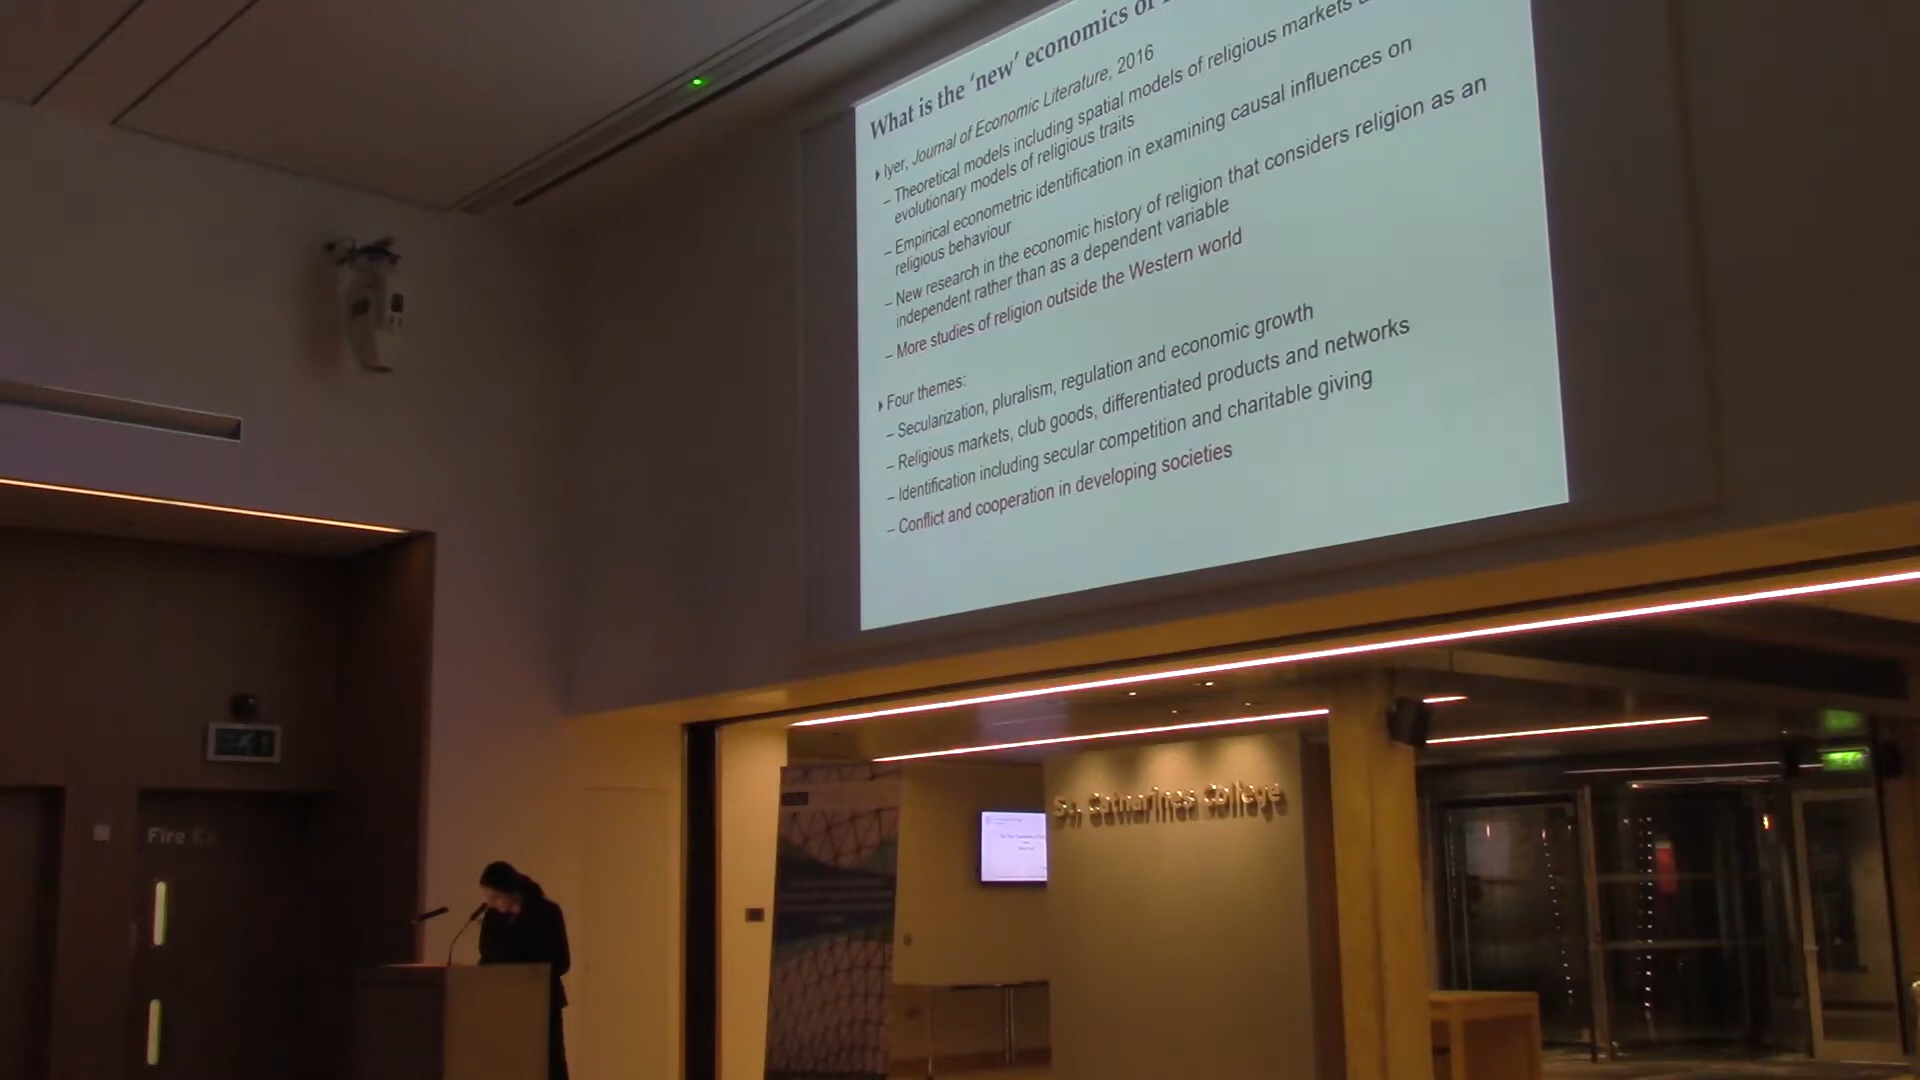 What is the ‘new’ economics of
Iyer, Journal of Economic Literature, 2016
– Theoretical models including spatial models of religious markets
evolutionary models of religious traits
– Empirical econometric identification in examining causal influences on
religious behaviour
– New research in the economic history of religion that considers religion as an
independent rather than as a dependent variable
– More studies of religion outside the Western world
Four themes:
– Secularization, pluralism, regulation and economic growth
– Religious markets, club goods, differentiated products and networks
– Identification including secular competition and charitable giving
– Conflict and cooperation in developing societies
St. Catharines College
Fire